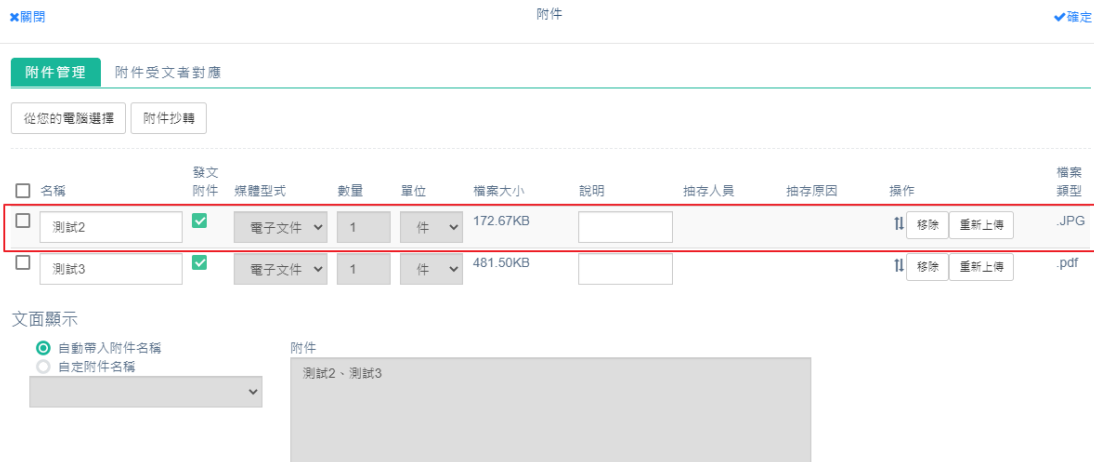 ✖關閉 附件 ✔確定
附件管理 附件受文者對應
從您的電腦選擇 附件抄轉
名稱 發文附件 媒體型式 數量 單位 檔案大小 說明 抽存人員 抽存原因 操作 檔案類型
測試2 電子文件 1 件 172.67KB 移除 重新上傳 .JPG
測試3 電子文件 1 件 481.50KB 移除 重新上傳 .pdf
文面顯示
自動帶入附件名稱 附件
自定附件名稱
測試2、測試3